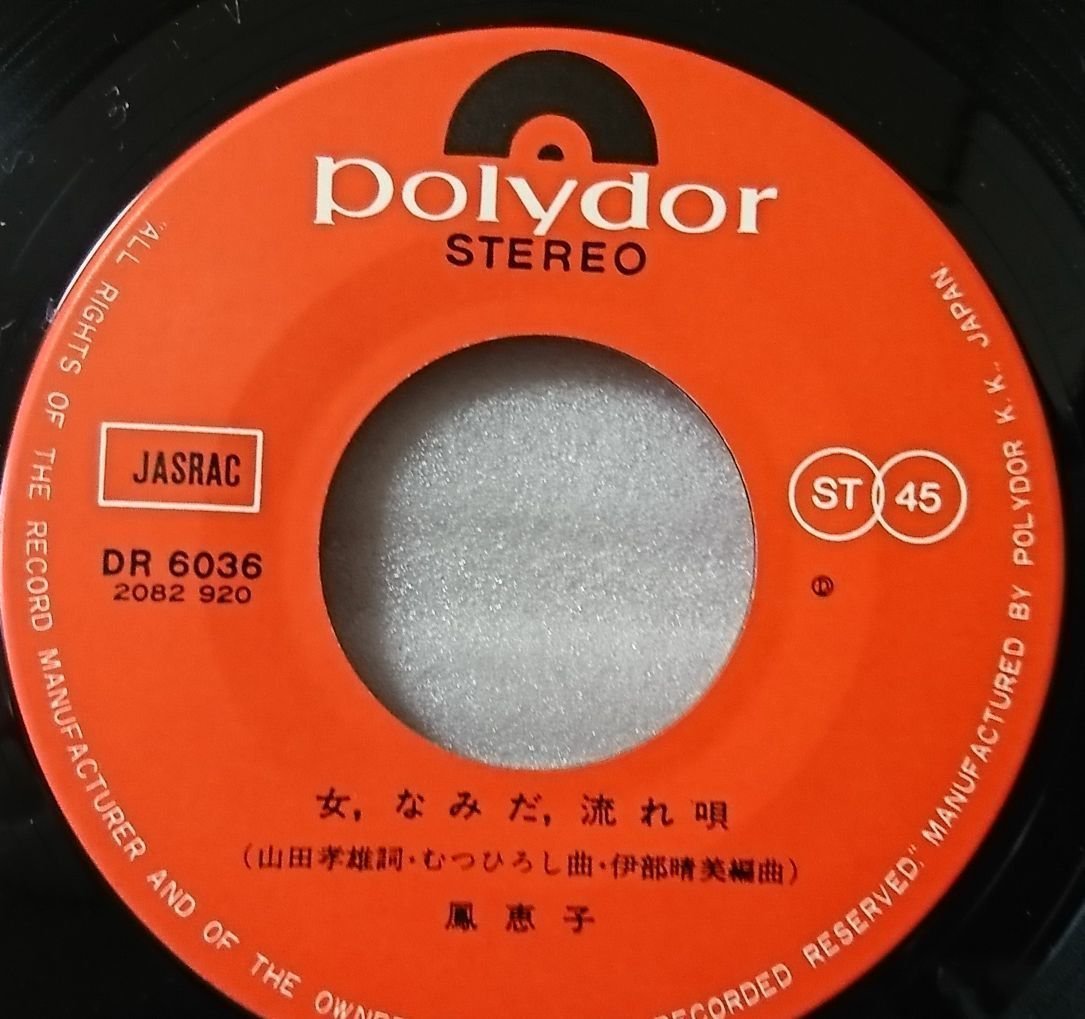 polydor
STEREO
JASRAC
DR 6036
2082 920
ST 45
Ⓟ
女，なみだ，流れ唄
（山田孝雄詞・むつひろし曲・伊部晴美編曲）
鳳恵子
"ALL RIGHTS OF THE RECORD MANUFACTURER AND OF THE RECORDED RESERVED." MANUFACTURED BY POLYDOR K.K., JAPAN.